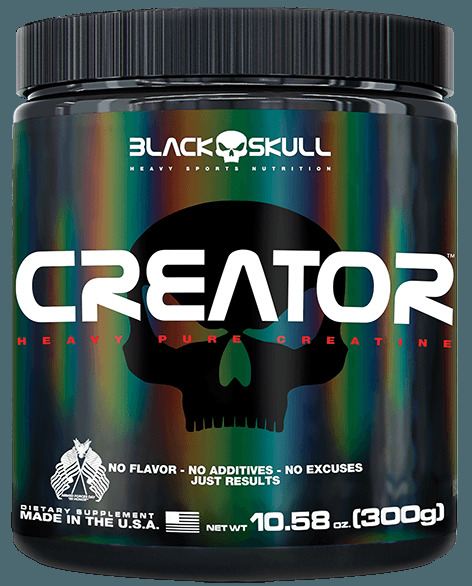 BLACK SKULL
HEAVY SPORTS NUTRITION
CREATOR™
HEAVY PURE CREATINE
NO FLAVOR - NO ADDITIVES - NO EXCUSES
JUST RESULTS
DIETARY SUPPLEMENT
MADE IN THE U.S.A.
NET WT 10.58 oz. (300g)